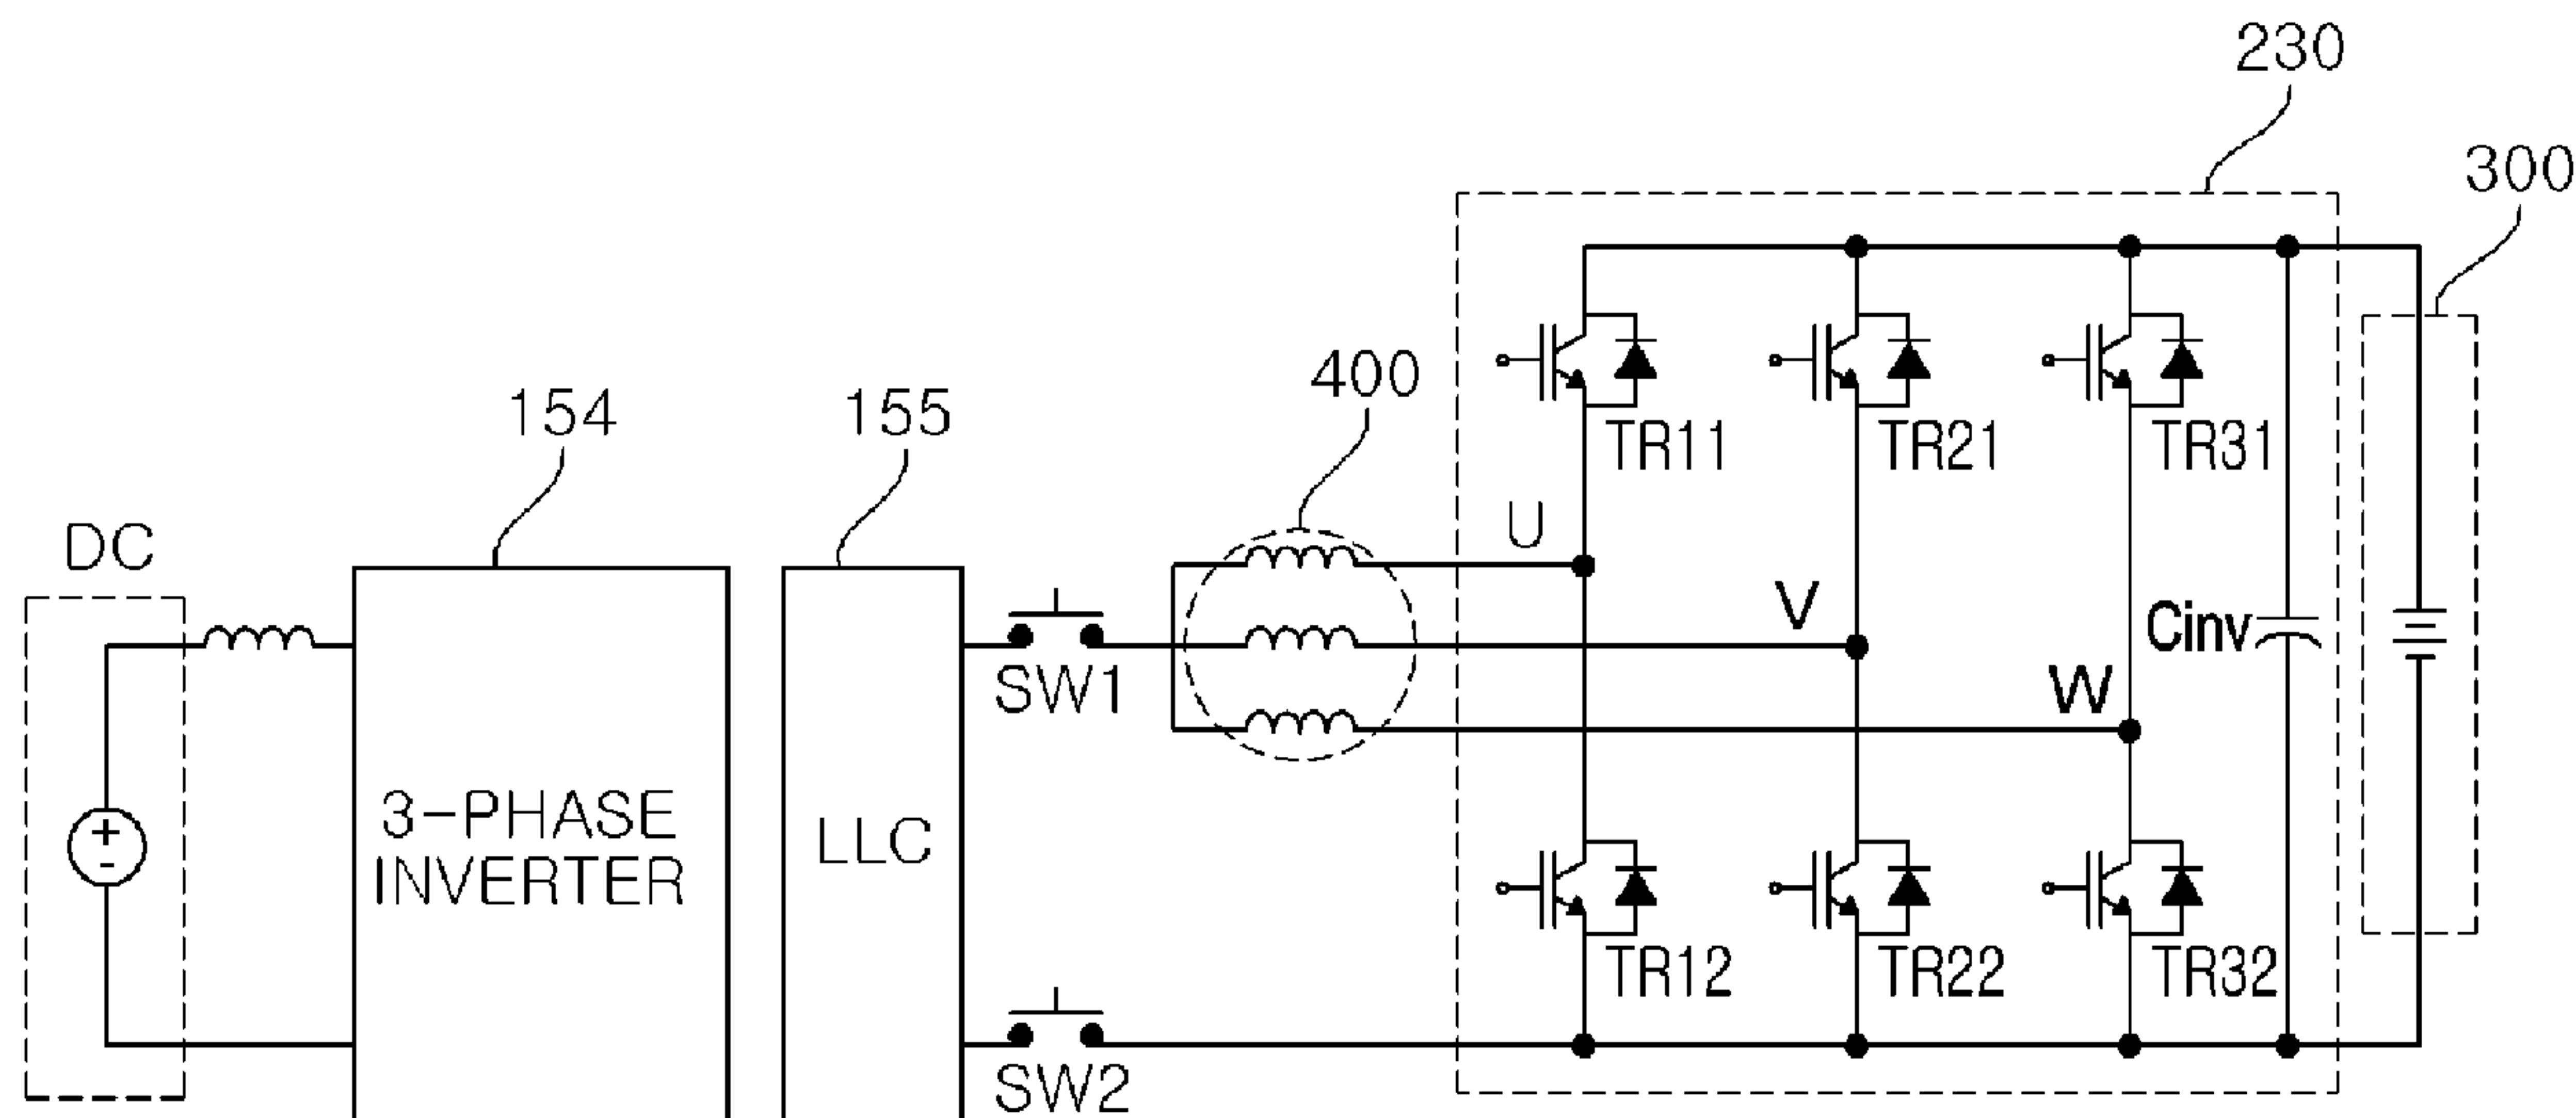 230
300
400
154
155
TR11
TR21
TR31
DC
U
V
Cinv
SW1
W
3-PHASE
INVERTER
LLC
+
-
TR12
TR22
TR32
SW2